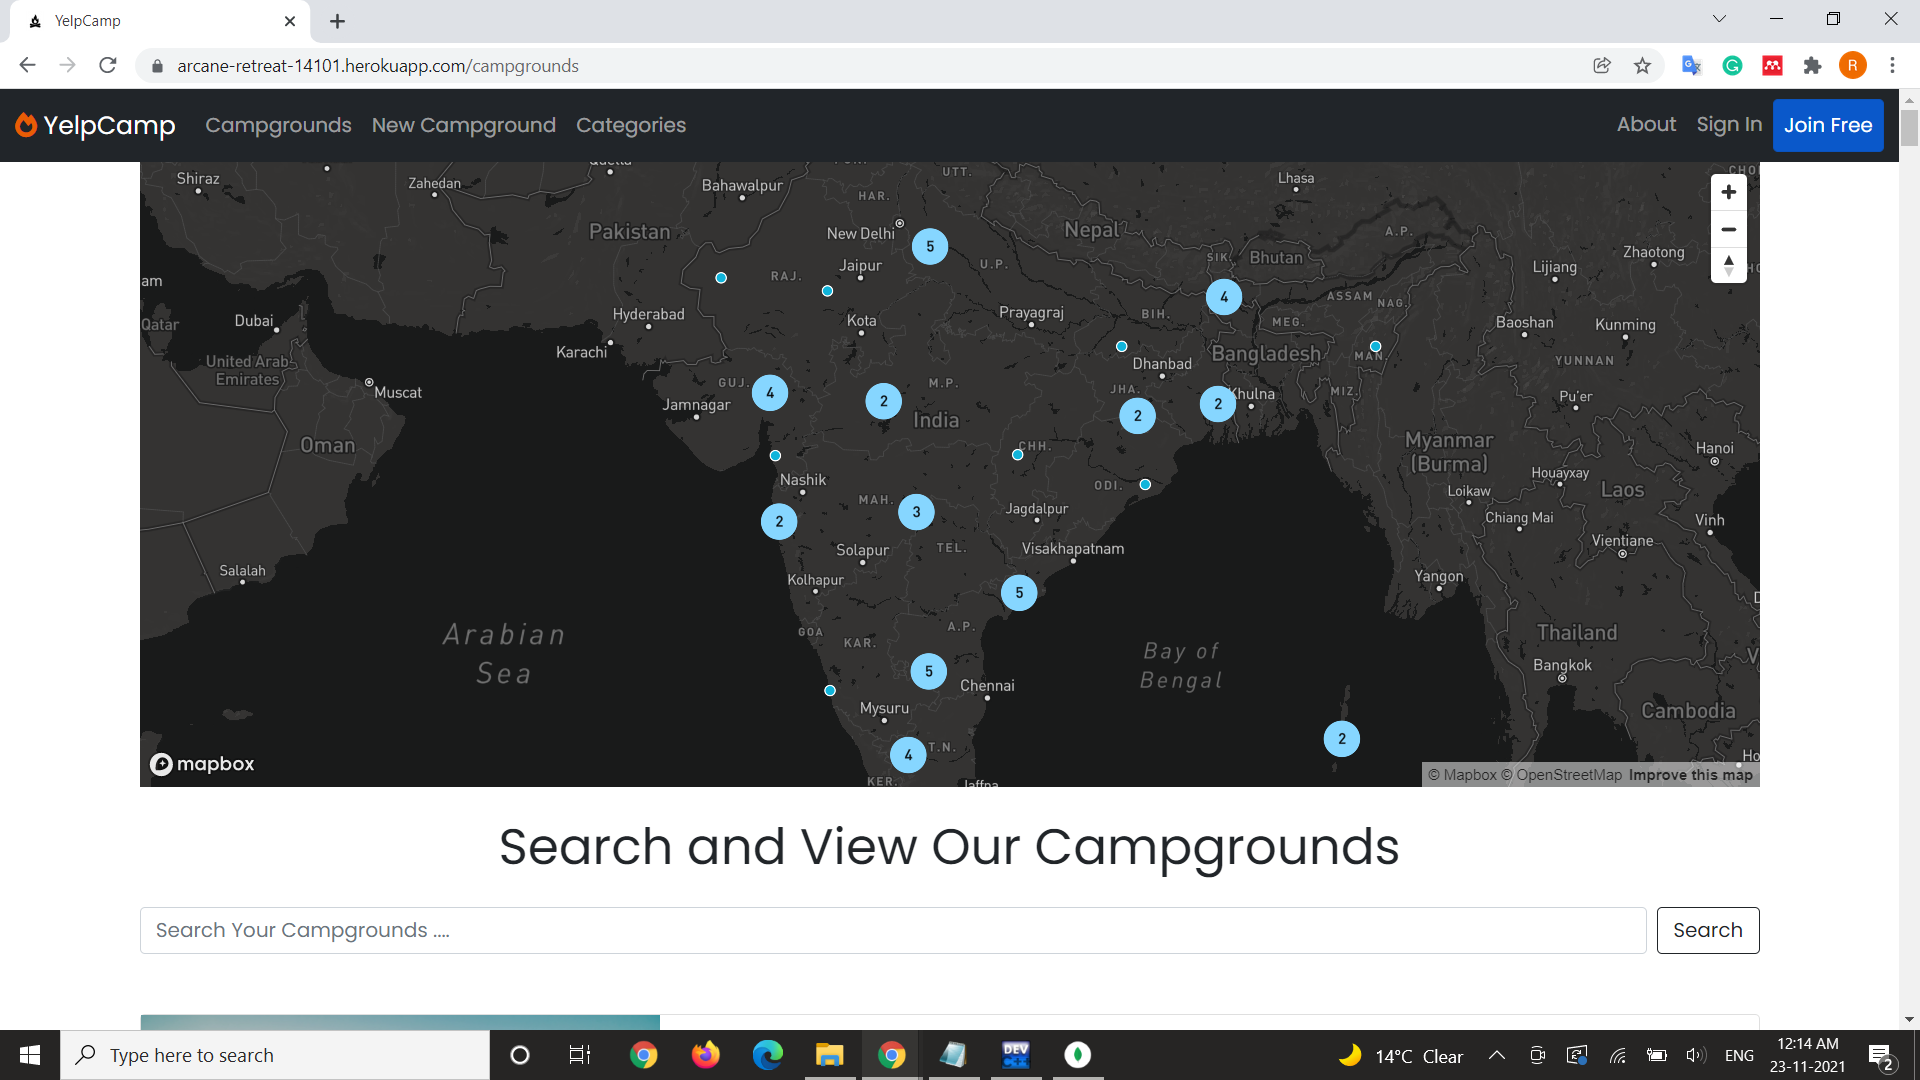 YelpCamp
arcane-retreat-14101.herokuapp.com/campgrounds
R
YelpCamp Campgrounds New Campground Categories About Sign In Join Free
UTT.
Shiraz
Zahedan
Bahawalpur
Lhasa
HAR.
Pakistan
New Delhi
Nepal
A.P.
5
Zhaotong
Jaipur
U.P.
SIK.
Bhutan
Lijiang
RAJ.
am
4
ASSAM
NAG.
Hyderabad
Prayagraj
BIH.
MEG.
Qatar
Dubai
Kota
Baoshan
Kunming
Karachi
Dhanbad
Bangladesh
MAN.
YUNNAN
United Arab
Emirates
GUJ.
M.P.
JHA.
MIZ.
Muscat
4
2
Khulna
Pu'er
Jamnagar
2
2
India
Oman
CHH.
Myanmar
(Burma)
Hanoi
Nashik
Houayxay
MAH.
ODI.
Loikaw
Laos
3
Jagdalpur
2
Chiang Mai
Vinh
Solapur
TEL.
Visakhapatnam
Vientiane
Salalah
Kolhapur
Yangon
5
Arabian
Sea
GOA
A.P.
KAR.
Thailand
Bay of
Bengal
5
Chennai
Bangkok
Mysuru
Cambodia
2
4
T.N.
KER.
Jaffna
mapbox
© Mapbox © OpenStreetMap Improve this map
Search and View Our Campgrounds
Search Your Campgrounds ....
Search
Type here to search
DEV
C++
14°C Clear
ENG
12:14 AM
23-11-2021
2